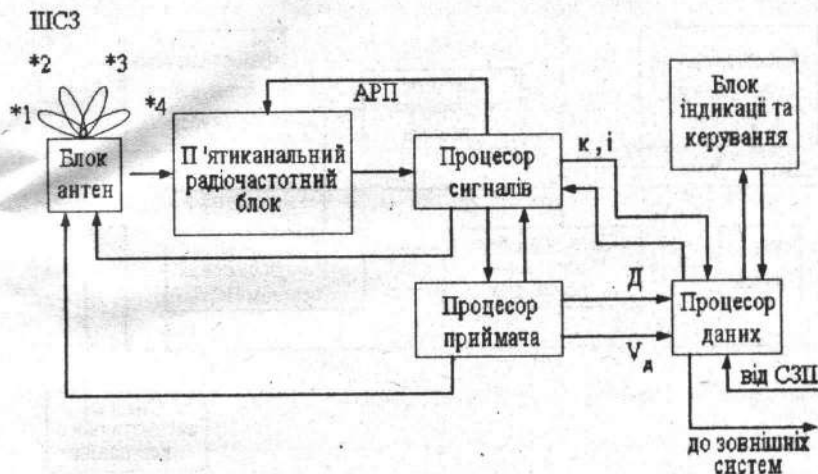 ШСЗ
*2
*3
*1
*4
Блок
антен
П'ятиканальний
радіочастотний
блок
АРП
Процесор
сигналів
к, і
Блок
індикації та
керування
Процесор
приймача
Д
Vд
Процесор
даних
від СЗП
до зовнішніх
систем